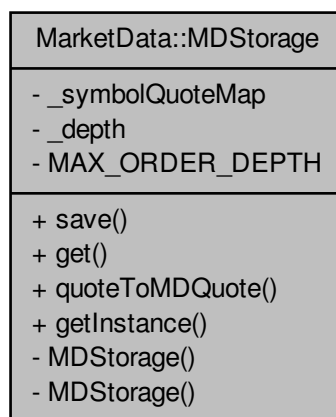 MarketData::MDStorage
- _symbolQuoteMap
- _depth
- MAX_ORDER_DEPTH
+ save()
+ get()
+ quoteToMDQuote()
+ getInstance()
- MDStorage()
- MDStorage()